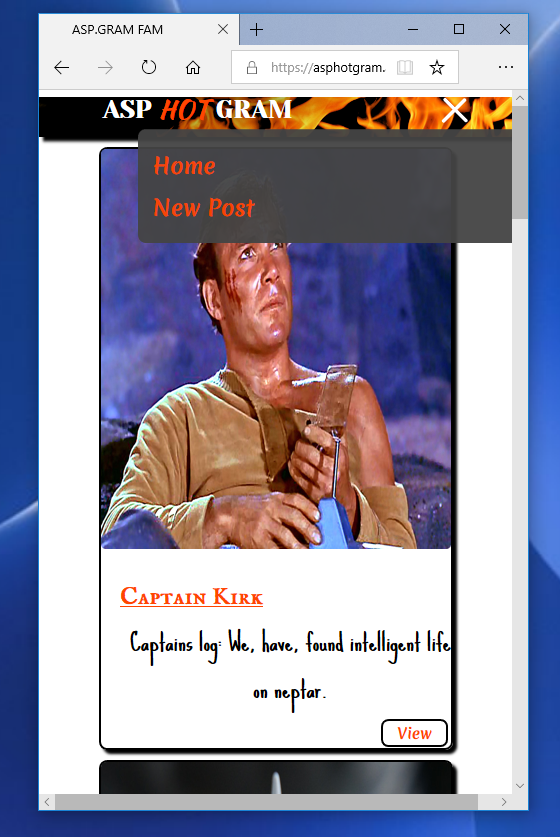 ASP.GRAM FAM
https://asphotgram.
ASP HOT GRAM
Home
New Post
Captain Kirk
Captains log: We, have, found intelligent life
on neptar.
View